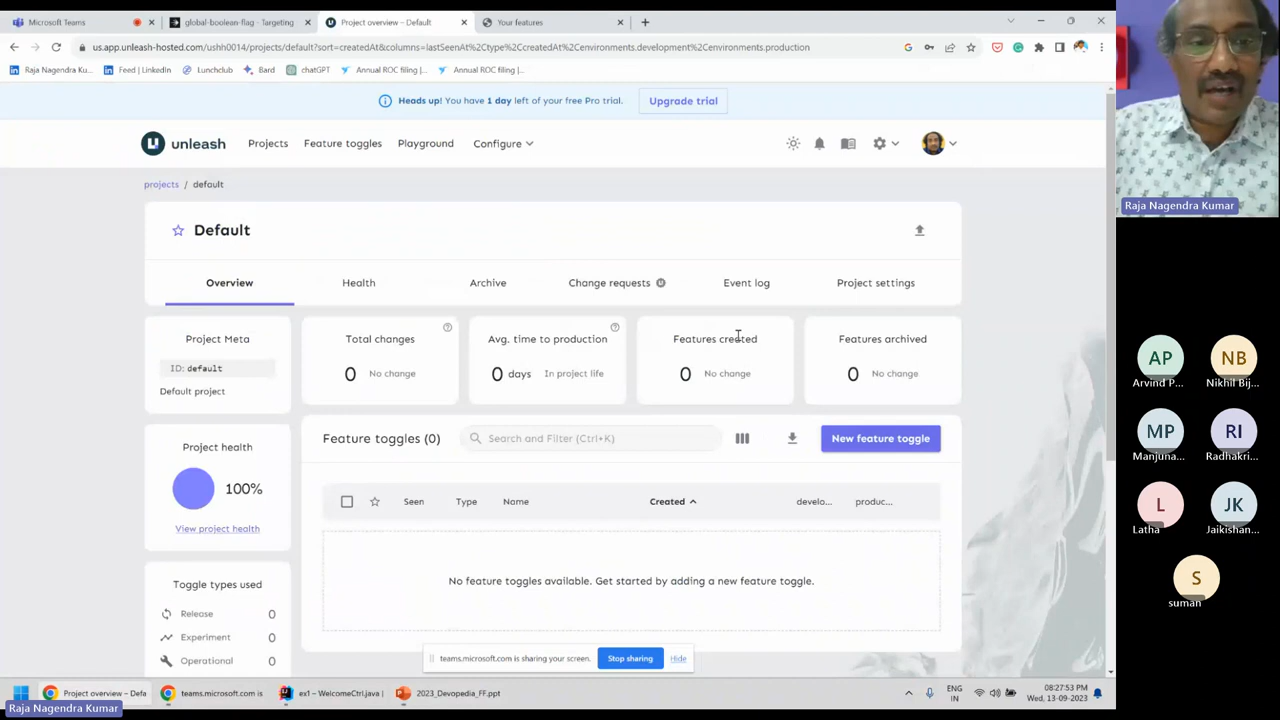 Microsoft Teams
global-boolean-flag - Targeting
Project overview – Default
Your features
us.app.unleash-hosted.com/ushh0014/projects/default?sort=createdAt&columns=lastSeenAt%2Ctype%2CcreatedAt%2Cenvironments.development%2Cenvironments.production
Raja Nagendra Ku...
Feed | LinkedIn
Lunchclub
Bard
chatGPT
Annual ROC filing |...
Annual ROC filing |...
Heads up! You have 1 day left of your free Pro trial.
Upgrade trial
unleash
Projects
Feature toggles
Playground
Configure
projects / default
Default
Overview
Health
Archive
Change requests
Event log
Project settings
Project Meta
ID: default
Default project
Total changes
0 No change
Avg. time to production
0 days In project life
Features created
0 No change
Features archived
0 No change
Project health
100%
View project health
Feature toggles (0)
Search and Filter (Ctrl+K)
New feature toggle
Seen
Type
Name
Created
develo...
produc...
No feature toggles available. Get started by adding a new feature toggle.
Toggle types used
Release 0
Experiment 0
Operational 0
teams.microsoft.com is sharing your screen.
Stop sharing
Hide
Project overview – Defa
teams.microsoft.com is
ex1 – WelcomeCtrl.java
2023_Devopedia_FF.ppt
ENG
IN
08:27:53 PM
Wed, 13-09-2023
Raja Nagendra Kumar
Raja Nagendra Kumar
AP
Arvind P...
NB
Nikhil Bij...
MP
Manjuna...
RI
Radhakri...
L
Latha
JK
Jaikishan...
S
suman